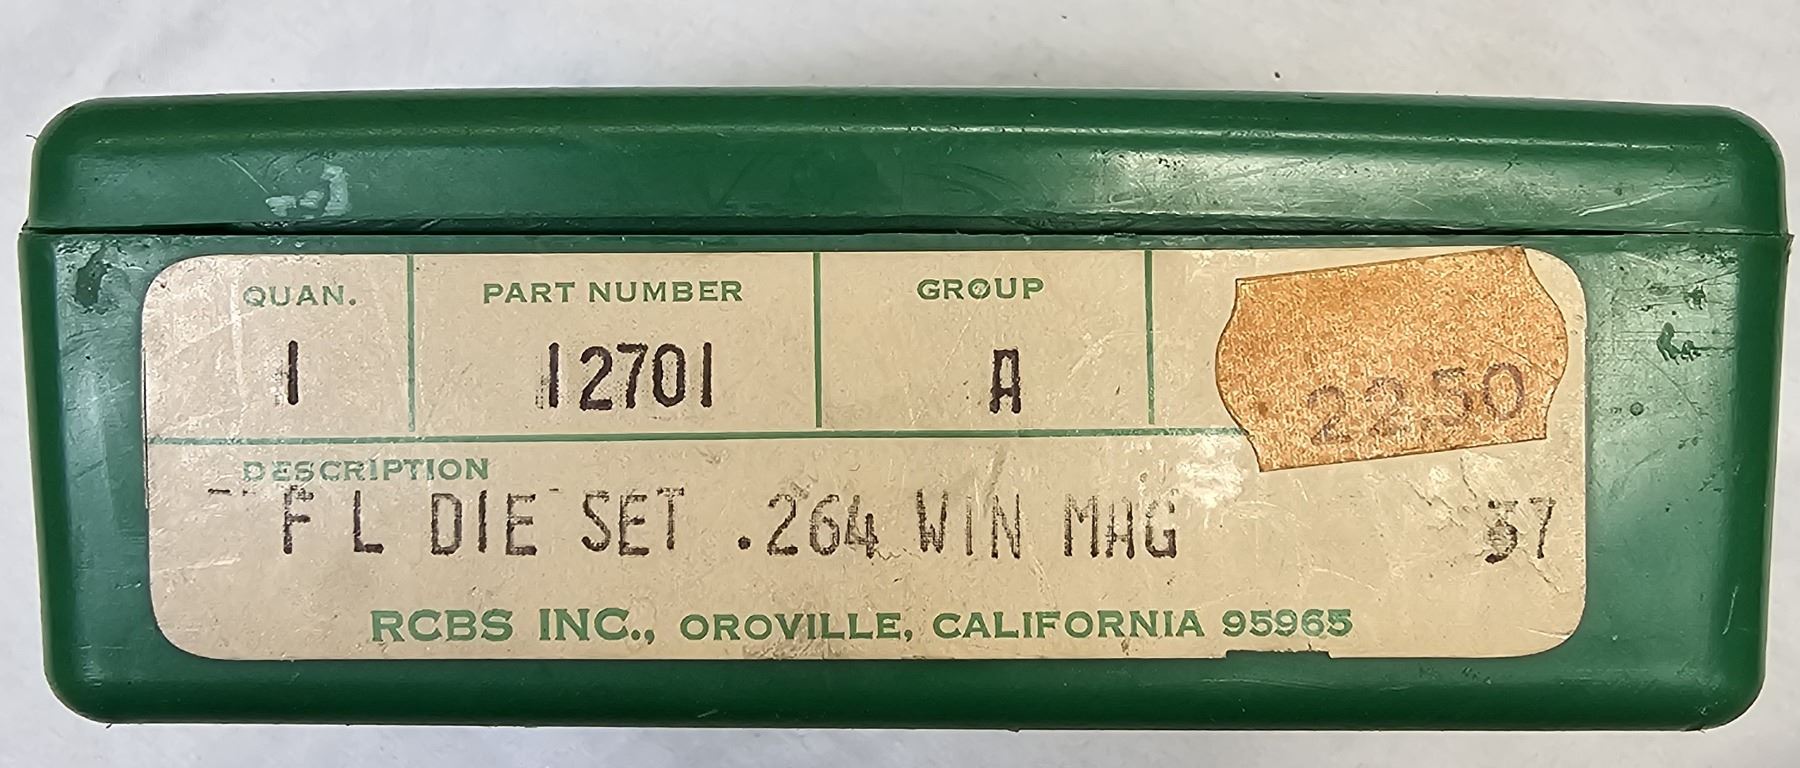 QUAN. PART NUMBER GROUP
1 12701 A 22.50
DESCRIPTION
F L DIE SET .264 WIN MAG 37
RCBS INC., OROVILLE, CALIFORNIA 95965